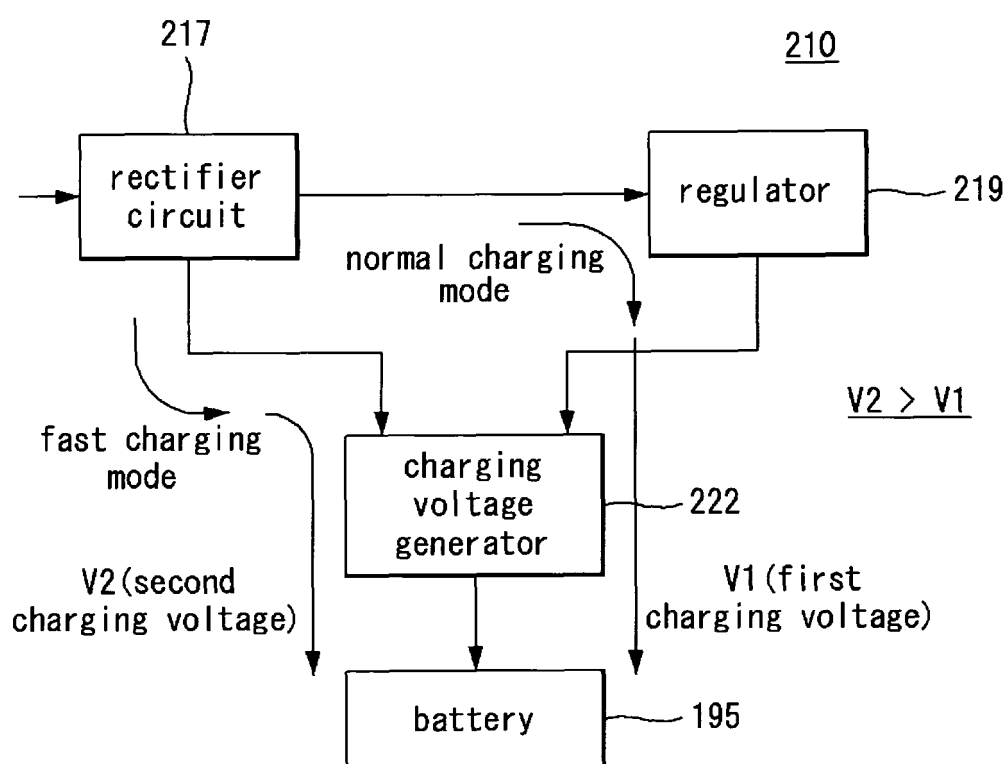 217
210
rectifier
circuit
regulator
219
normal charging
mode
V2 > V1
fast charging
mode
charging
voltage
generator
222
V2(second
charging voltage)
V1(first
charging voltage)
battery
195